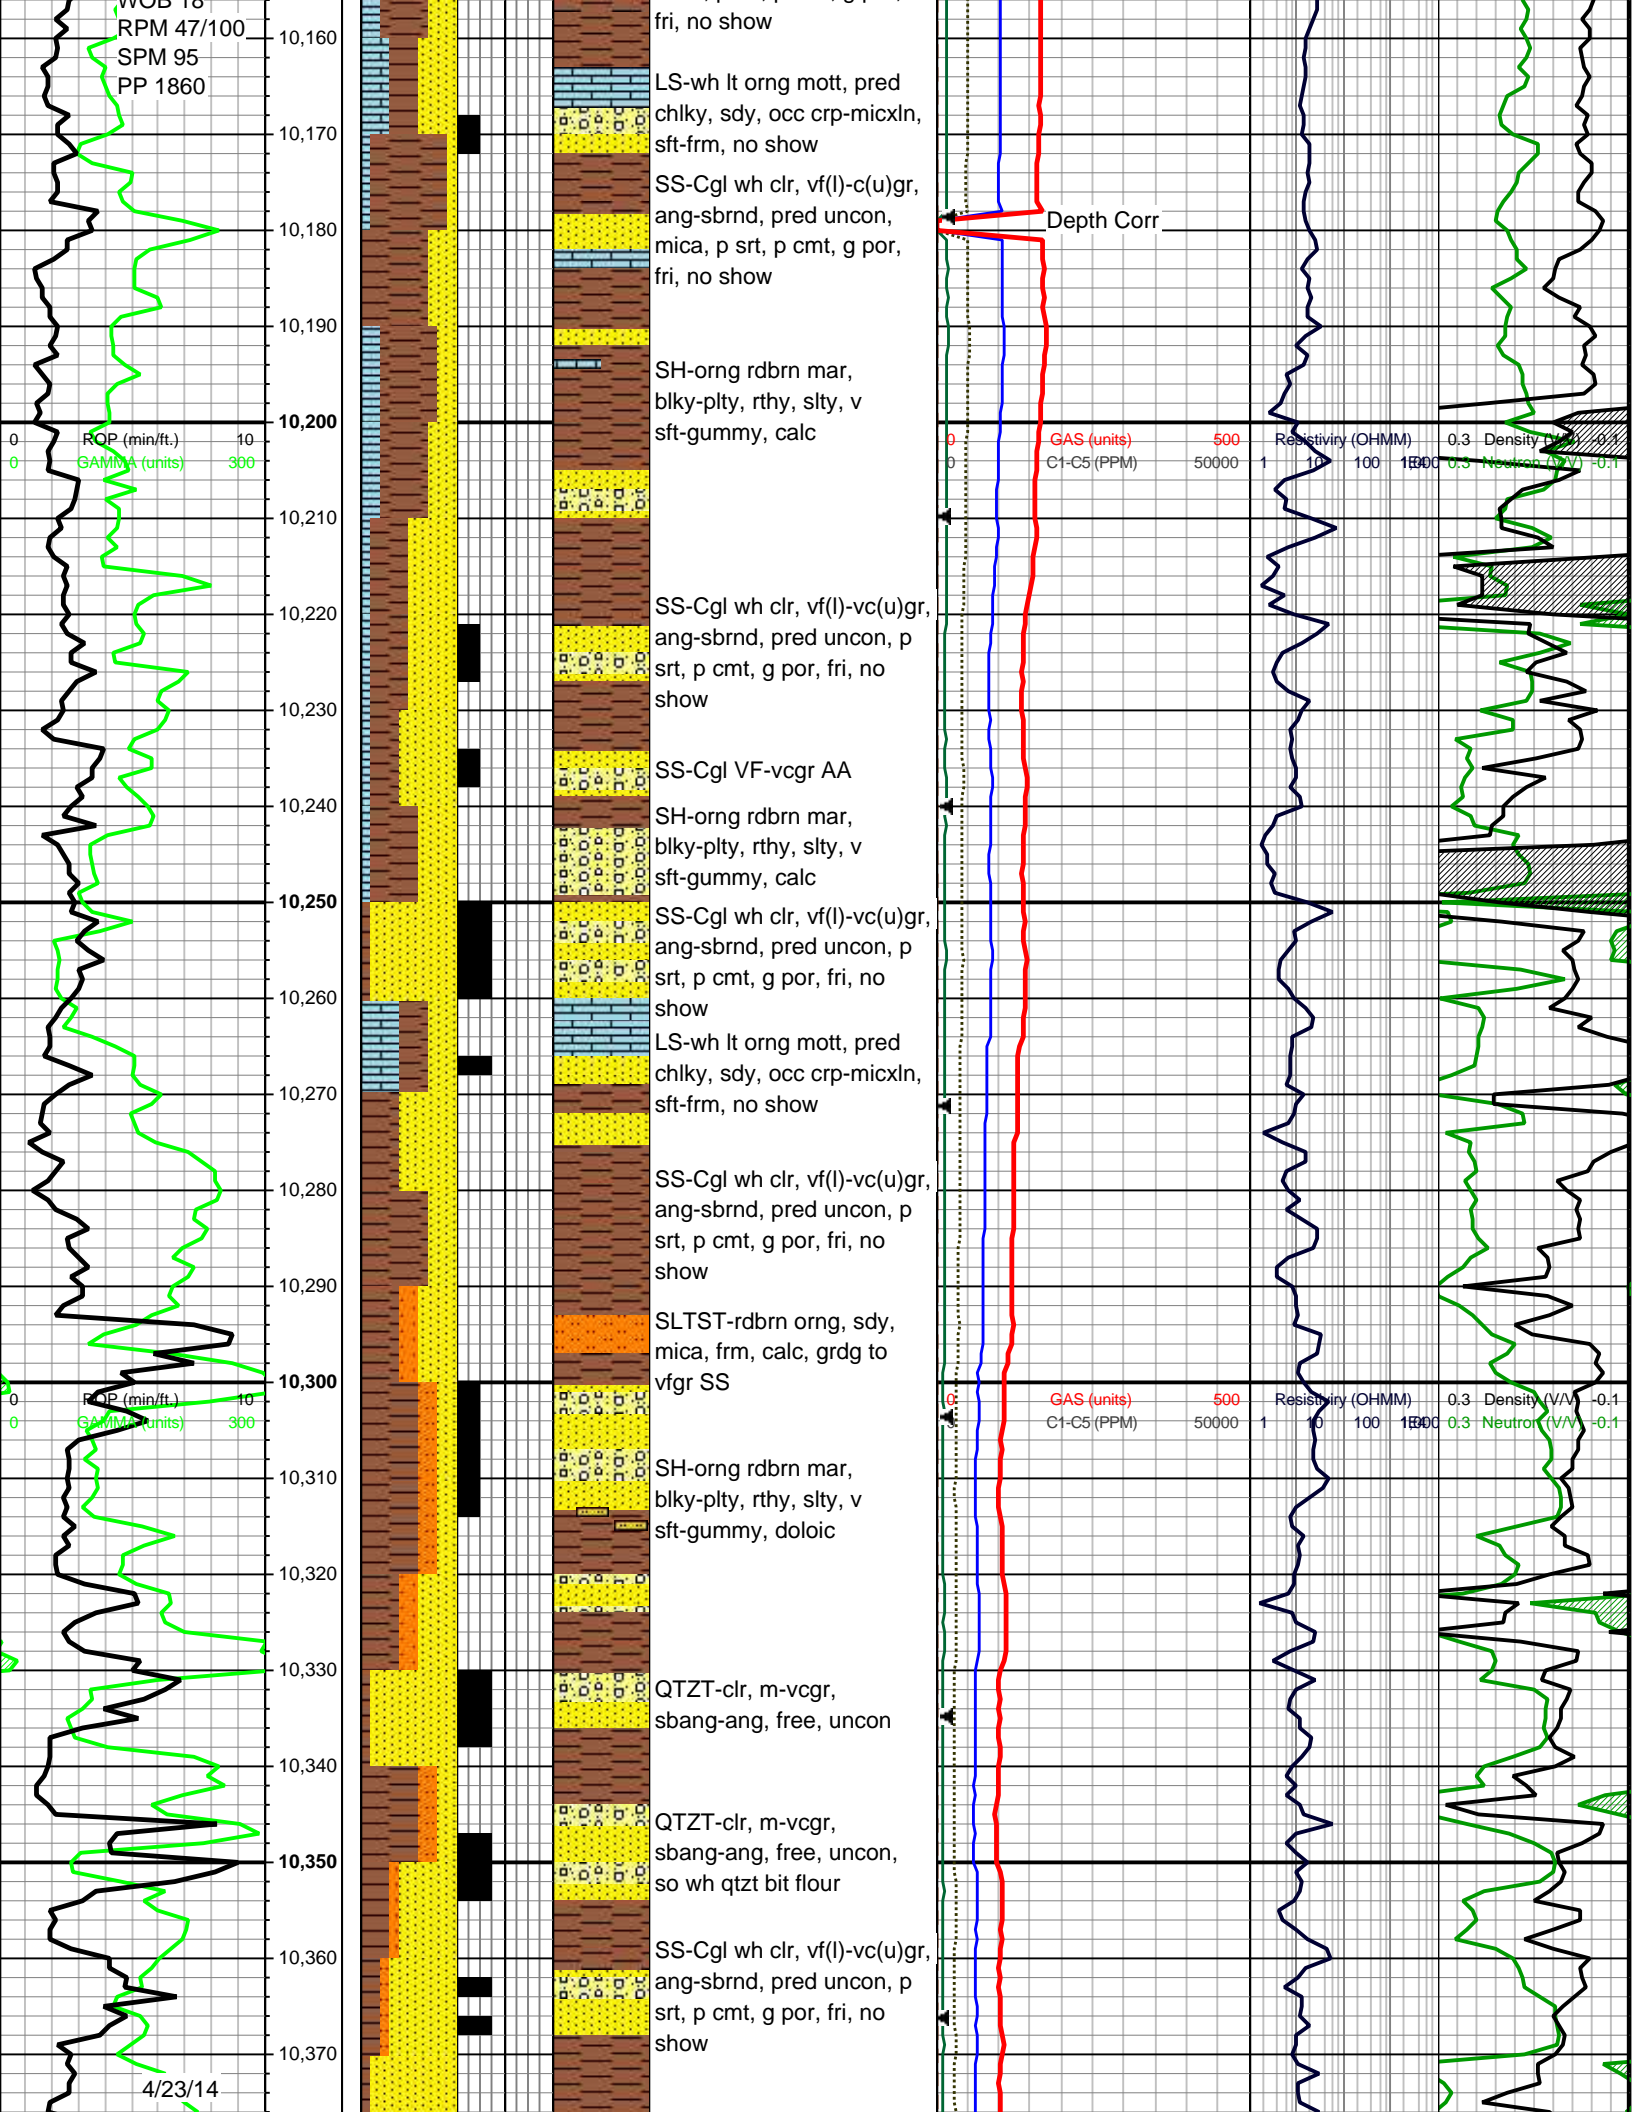 WOB 18
RPM 47/100
SPM 95
PP 1860
fri, no show
10,160
LS-wh lt orng mott, pred
chlky, sdy, occ crp-micxln,
sft-frm, no show
10,170
SS-Cgl wh clr, vf(l)-c(u)gr,
ang-sbrnd, pred uncon,
mica, p srt, p cmt, g por,
fri, no show
Depth Corr
10,180
10,190
SH-orng rdbrn mar,
blky-plty, rthy, slty, v
sft-gummy, calc
10,200
0 ROP (min/ft.) 10
0 GAMMA (units) 300
0 GAS (units) 500
0 C1-C5 (PPM) 50000
Resistiviry (OHMM)
1 10 100
0.3 Density (V/V) -0.1
0.3 Neutron (V/V) -0.1
10,210
10,220
SS-Cgl wh clr, vf(l)-vc(u)gr,
ang-sbrnd, pred uncon, p
srt, p cmt, g por, fri, no
show
10,230
SS-Cgl VF-vcgr AA
10,240
SH-orng rdbrn mar,
blky-plty, rthy, slty, v
sft-gummy, calc
10,250
SS-Cgl wh clr, vf(l)-vc(u)gr,
ang-sbrnd, pred uncon, p
srt, p cmt, g por, fri, no
show
10,260
LS-wh lt orng mott, pred
chlky, sdy, occ crp-micxln,
sft-frm, no show
10,270
10,280
SS-Cgl wh clr, vf(l)-vc(u)gr,
ang-sbrnd, pred uncon, p
srt, p cmt, g por, fri, no
show
10,290
SLTST-rdbrn orng, sdy,
mica, frm, calc, grdg to
vfgr SS
10,300
0 ROP (min/ft.) 10
0 GAMMA (units) 300
0 GAS (units) 500
C1-C5 (PPM) 50000
Resistiviry (OHMM)
1 10 100
0.3 Density (V/V) -0.1
0.3 Neutron (V/V) -0.1
10,310
SH-orng rdbrn mar,
blky-plty, rthy, slty, v
sft-gummy, doloic
10,320
10,330
QTZT-clr, m-vcgr,
sbang-ang, free, uncon
10,340
QTZT-clr, m-vcgr,
sbang-ang, free, uncon,
so wh qtzt bit flour
10,350
10,360
SS-Cgl wh clr, vf(l)-vc(u)gr,
ang-sbrnd, pred uncon, p
srt, p cmt, g por, fri, no
show
10,370
4/23/14